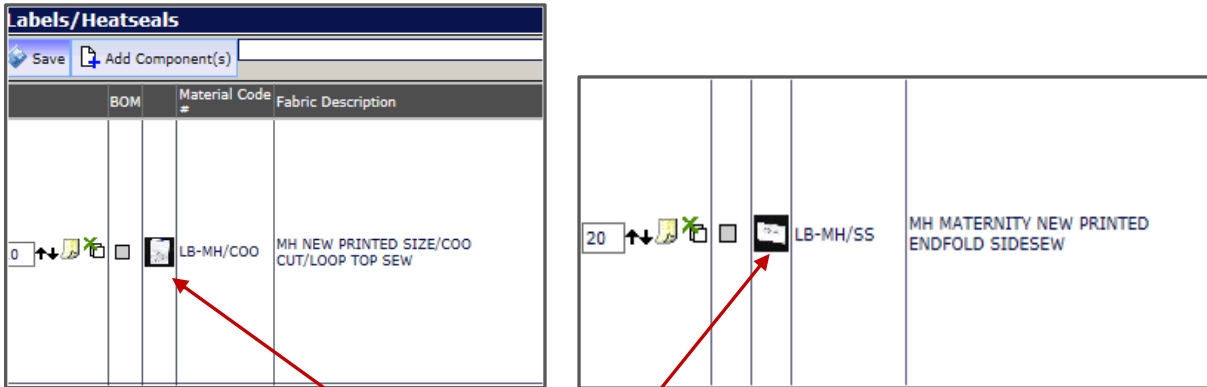 Labels/Heatseals
Save Add Component(s)
BOM Material Code # Fabric Description
.0 LB-MH/COO MH NEW PRINTED SIZE/COO
CUT/LOOP TOP SEW
20 LB-MH/SS MH MATERNITY NEW PRINTED
ENDFOLD SIDESEW